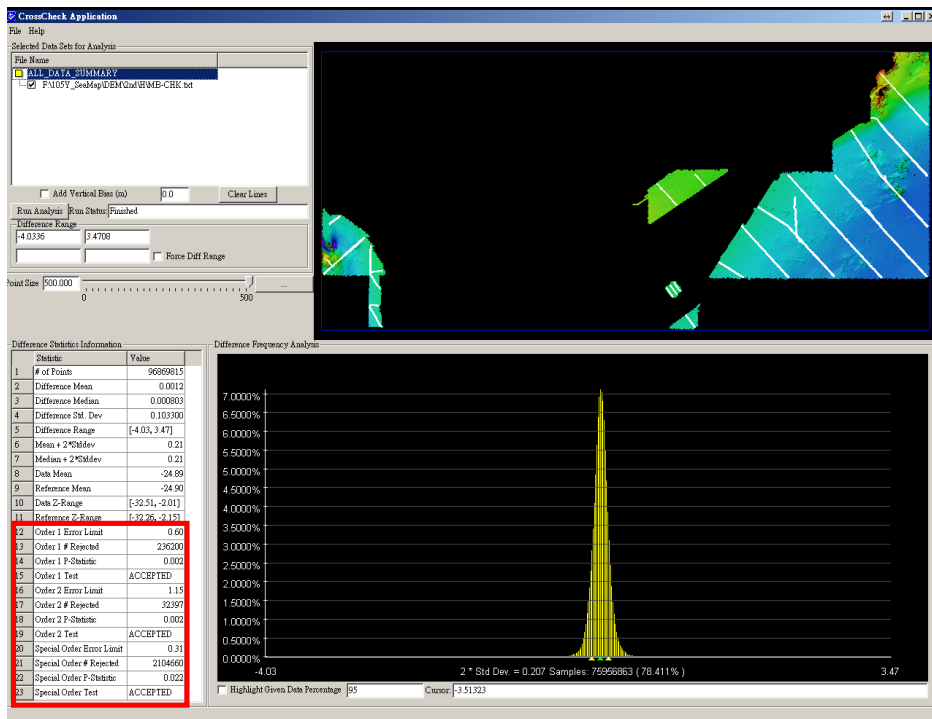 CrossCheck Application
File Help
Selected Data Sets for Analysis
File Name
ALL_DATA_SUMMARY
F:\105Y_SeaMap\DEM\2nd\H\MB-CHK.txt
Add Vertical Bias (m) 0.0 Clear Lines
Run Analysis Run Status: Finished
Difference Range
-4.0336 3.4708
Force Diff Range
Point Size 500.000 ...
0 500
Difference Statistics Information
Statistic Value
1 # of Points 96869815
2 Difference Mean 0.0012
3 Difference Median 0.000803
4 Difference Std. Dev 0.103300
5 Difference Range [-4.03, 3.47]
6 Mean + 2*Stddev 0.21
7 Median + 2*Stddev 0.21
8 Data Mean -24.89
9 Reference Mean -24.90
10 Data Z-Range [-32.51, -2.01]
11 Reference Z-Range [-32.26, -2.15]
12 Order 1 Error Limit 0.60
13 Order 1 # Rejected 236200
14 Order 1 P-Statistic 0.002
15 Order 1 Test ACCEPTED
16 Order 2 Error Limit 1.15
17 Order 2 # Rejected 32397
18 Order 2 P-Statistic 0.002
19 Order 2 Test ACCEPTED
20 Special Order Error Limit 0.31
21 Special Order # Rejected 2104660
22 Special Order P-Statistic 0.022
23 Special Order Test ACCEPTED
Difference Frequency Analysis
7.0000%
6.5000%
6.0000%
5.5000%
5.0000%
4.5000%
4.0000%
3.5000%
3.0000%
2.5000%
2.0000%
1.5000%
1.0000%
0.5000%
0.0000%
-4.03 2 * Std Dev. = 0.207 Samples: 75956863 ( 78.411% ) 3.47
Highlight Given Data Percentage 95 Cursor: -3.51323